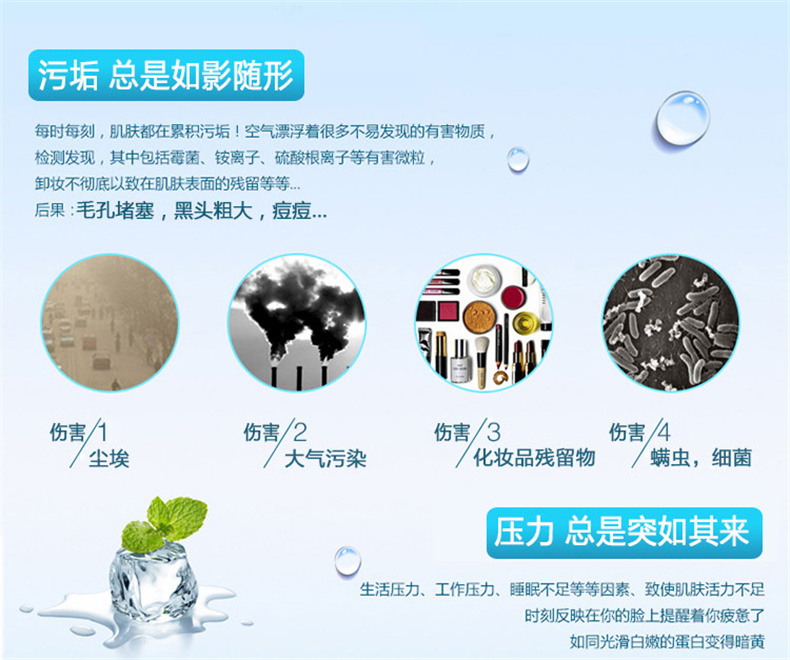 污垢 总是如影随形
每时每刻，肌肤都在累积污垢！空气漂浮着很多不易发现的有害物质，
检测发现，其中包括霉菌、铵离子、硫酸根离子等有害微粒，
卸妆不彻底以致在肌肤表面的残留等等...
后果：毛孔堵塞，黑头粗大，痘痘...
伤害/1
尘埃
伤害/2
大气污染
伤害/3
化妆品残留物
伤害/4
螨虫，细菌
压力 总是突如其来
生活压力、工作压力、睡眠不足等等因素、致使肌肤活力不足
时刻反映在你的脸上提醒着你疲惫了
如同光滑白嫩的蛋白变得暗黄